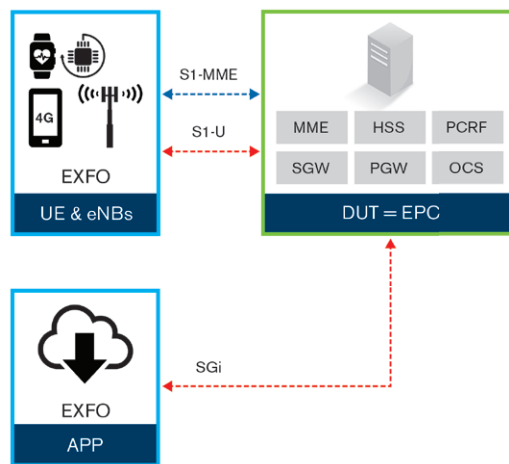 4G
EXFO
UE & eNBs
S1-MME
S1-U
MME HSS PCRF
SGW PGW OCS
DUT = EPC
SGi
EXFO
APP